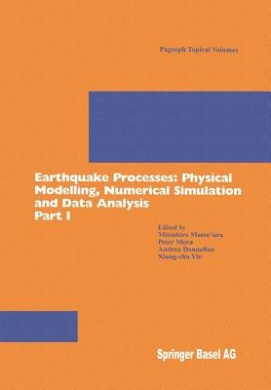 Pageoph Topical Volumes
Earthquake Processes: Physical
Modelling, Numerical Simulation
and Data Analysis
Part I
Edited by
Mitsuhiro Matsu'ura
Peter Mora
Andrea Donnellan
Xiang-chu Yin
Springer Basel AG